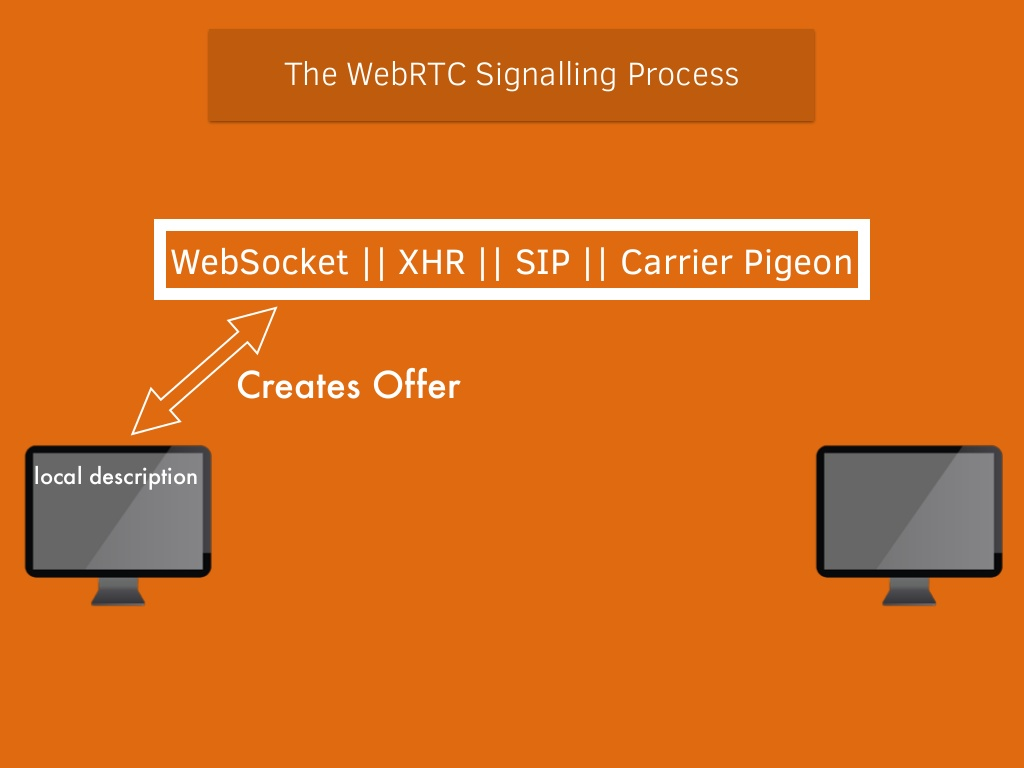 The WebRTC Signalling Process
WebSocket || XHR || SIP || Carrier Pigeon
Creates Offer
local description